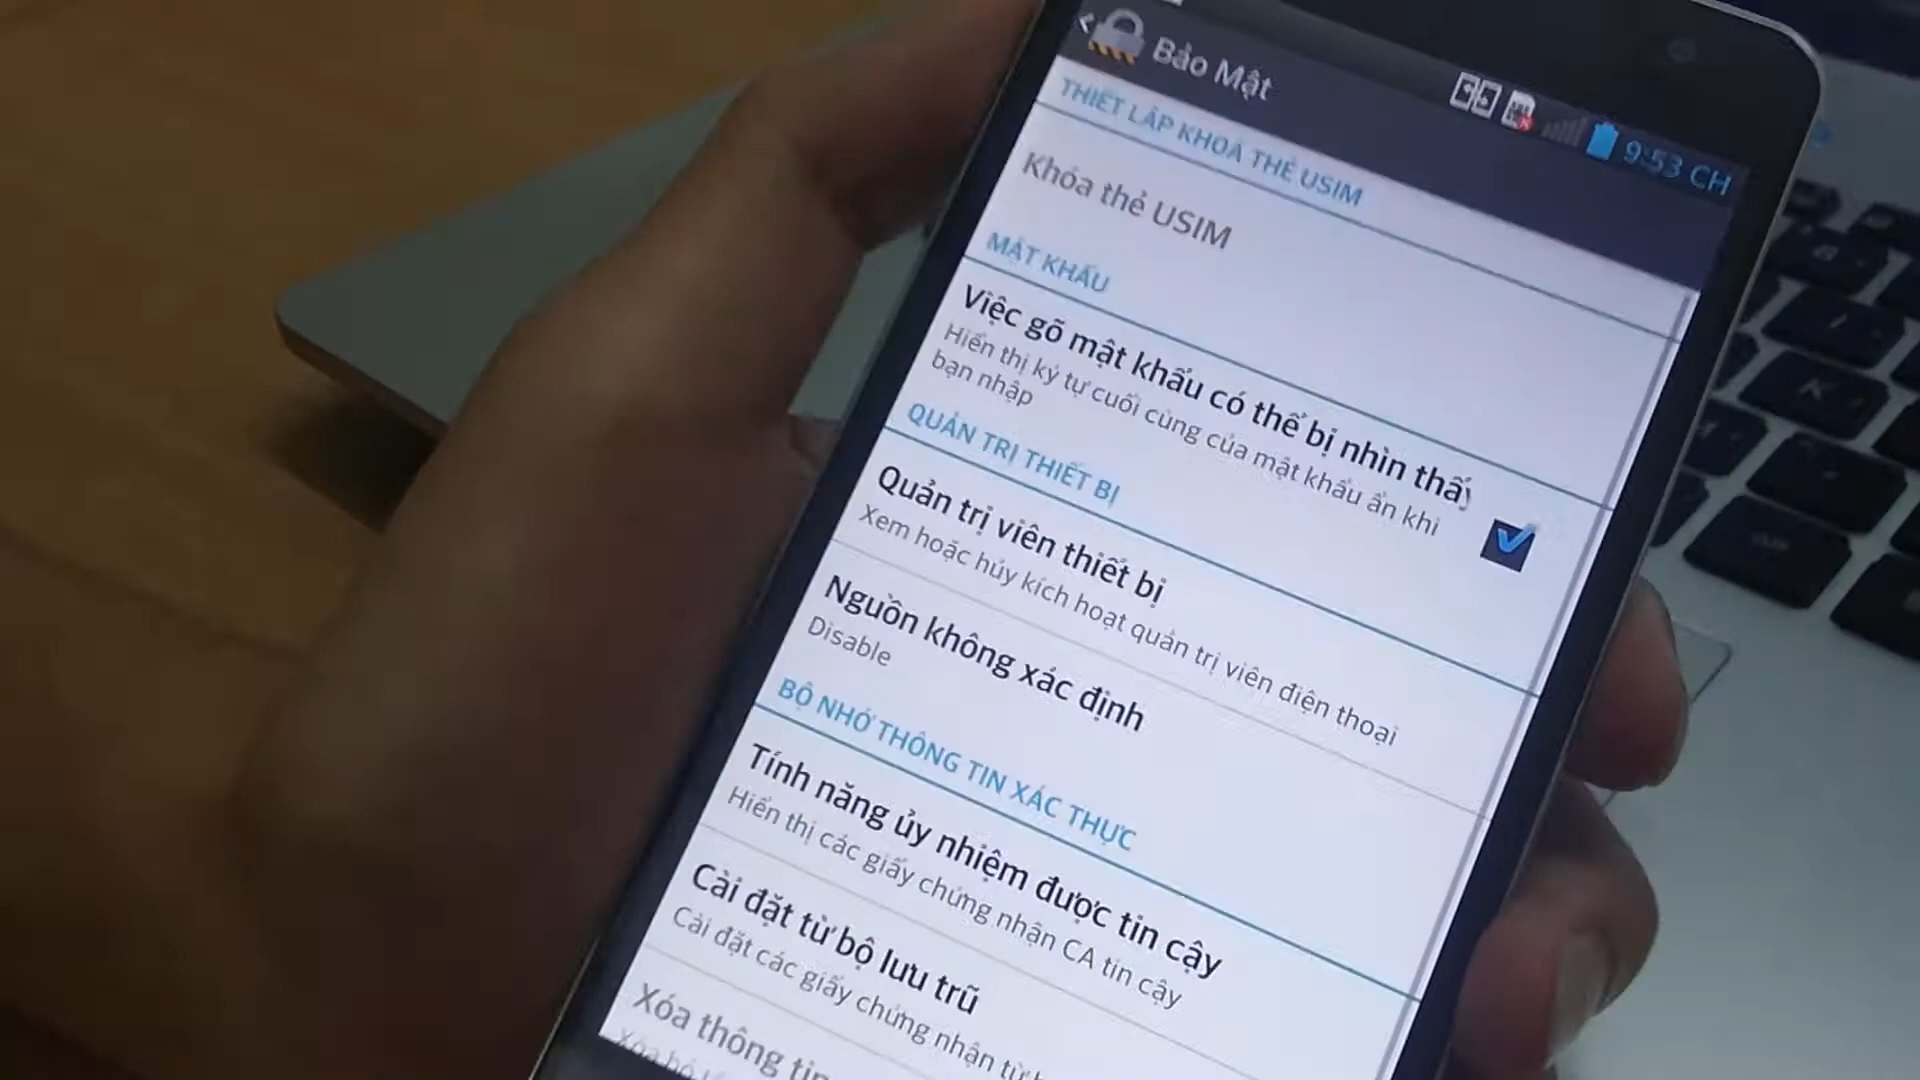 Bảo Mật
9:53 CH
THIẾT LẬP KHOÁ THẺ USIM
Khóa thẻ USIM
MẬT KHẨU
Việc gõ mật khẩu có thể bị nhìn thấy
Hiển thị ký tự cuối cùng của mật khẩu ẩn khi
bạn nhập
QUẢN TRỊ THIẾT BỊ
Quản trị viên thiết bị
Xem hoặc hủy kích hoạt quản trị viên điện thoại
Nguồn không xác định
Disable
BỘ NHỚ THÔNG TIN XÁC THỰC
Tính năng ủy nhiệm được tin cậy
Hiển thị các giấy chứng nhận CA tin cậy
Cài đặt từ bộ lưu trữ
Cài đặt các giấy chứng nhận từ
Xóa thông tin